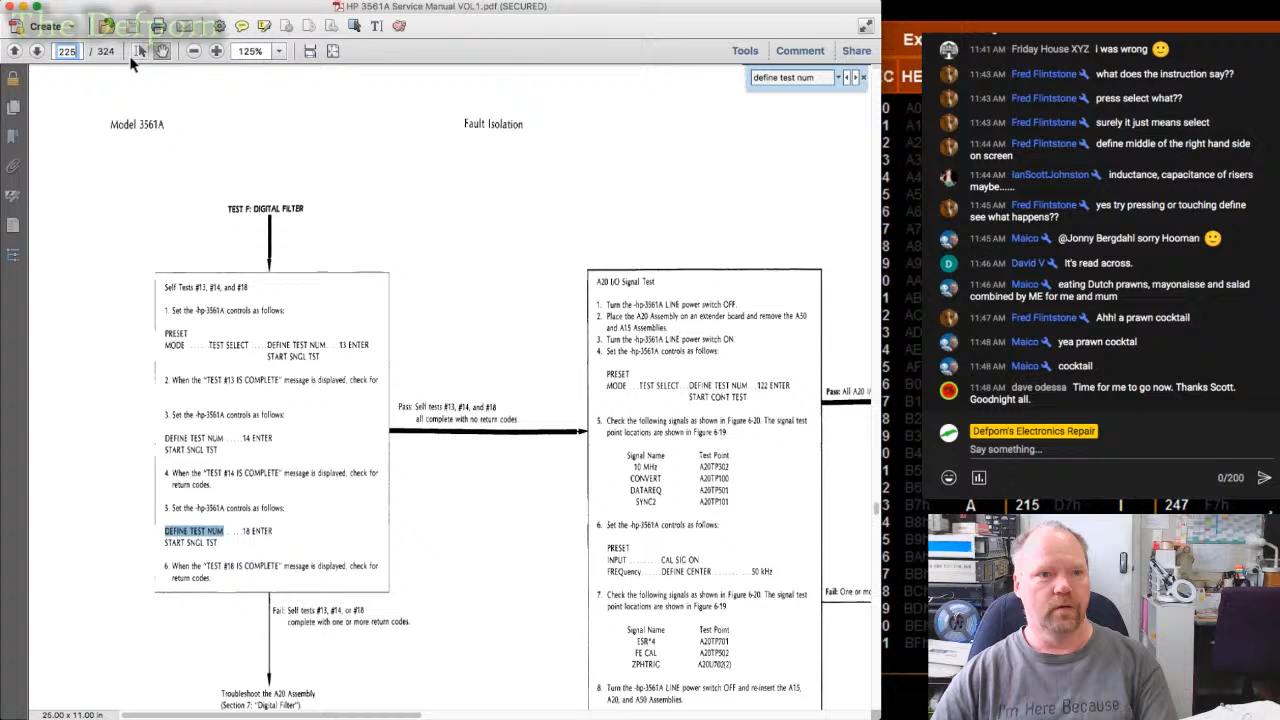 The Defpom
HP 3561A Service Manual VOL1.pdf (SECURED)
Create
225 / 324
125%
Tools
Comment
Share
define test num
Model 3561A
Fault Isolation
TEST F: DIGITAL FILTER
Self Tests #13, #14, and #18
1. Set the -hp-3561A controls as follows:
PRESET
MODE .....TEST SELECT....DEFINE TEST NUM....13 ENTER
START SNGL TST
2. When the "TEST #13 IS COMPLETE" message is displayed, check for
3. Set the -hp-3561A controls as follows:
DEFINE TEST NUM.....14 ENTER
START SNGL TST
4. When the "TEST #14 IS COMPLETE" message is displayed, check for
return codes.
5. Set the -hp-3561A controls as follows:
DEFINE TEST NUM ....18 ENTER
START SNGL TST
6. When the "TEST #18 IS COMPLETE" message is displayed, check for
return codes.
Pass: Self tests #13, #14, and #18
all complete with no return codes.
Fail: Self tests #13, #14, or #18
complete with one or more return codes.
Troubleshoot the A20 Assembly
(Section 7: "Digital Filter").
A20 I/O Signal Test
1. Turn the -hp-3561A LINE power switch OFF.
2. Place the A20 Assembly on an extender board and remove the A50
and A15 Assemblies.
3. Turn the -hp-3561A LINE power switch ON.
4. Set the -hp-3561A controls as follows:
PRESET
MODE ...TEST SELECT...DEFINE TEST NUM ...122 ENTER
START CONT TEST
5. Check the following signals as shown in Figure 6-20. The signal test
point locations are shown in Figure 6-19.
Signal Name Test Point
10 MHz A20TP302
CONVERT A20TP100
DATAREQ A20TP501
SYNC2 A20TP101
6. Set the -hp-3561A controls as follows:
PRESET
INPUT ........CAL SIG ON
FREQuency.......DEFINE CENTER .........50 kHz
7. Check the following signals as shown in Figure 6-20. The signal test
point locations are shown in Figure 6-19.
Signal Name Test Point
A20TP701
FE CAL A20TP502
ZPHTRIG A20U702(2)
8. Turn the -hp-3561A LINE power switch OFF and re-insert the A15,
A20, and A50 Assemblies.
Pass: All A20 I/
Fail: One or mo
25.00 x 11.00 in
Ex
C HE
A 215 D7h I 247 F7h
11:41 AM Friday House XYZ i was wrong 🙂
11:43 AM Fred Flintstone what does the instruction say??
11:43 AM Fred Flintstone press select what??
11:43 AM Fred Flintstone surely it just means select
11:44 AM Fred Flintstone define middle of the right hand side
on screen
11:44 AM IanScottJohnston inductance, capacitance of risers
maybe......
11:45 AM Fred Flintstone yes try pressing or touching define
see what happens??
11:45 AM Maico @Jonny Bergdahl sorry Hooman 🙂
11:46 AM David V It's read across.
11:46 AM Maico eating Dutch prawns, mayonaisse and salad
combined by ME for me and mum
11:47 AM Fred Flintstone Ahh! a prawn cocktail
11:48 AM Maico yea prawn cocktal
11:48 AM Maico cocktail
11:48 AM dave odessa Time for me to go now. Thanks Scott.
Goodnight all.
Defpom's Electronics Repair
Say something...
0/200
I'm Here Because